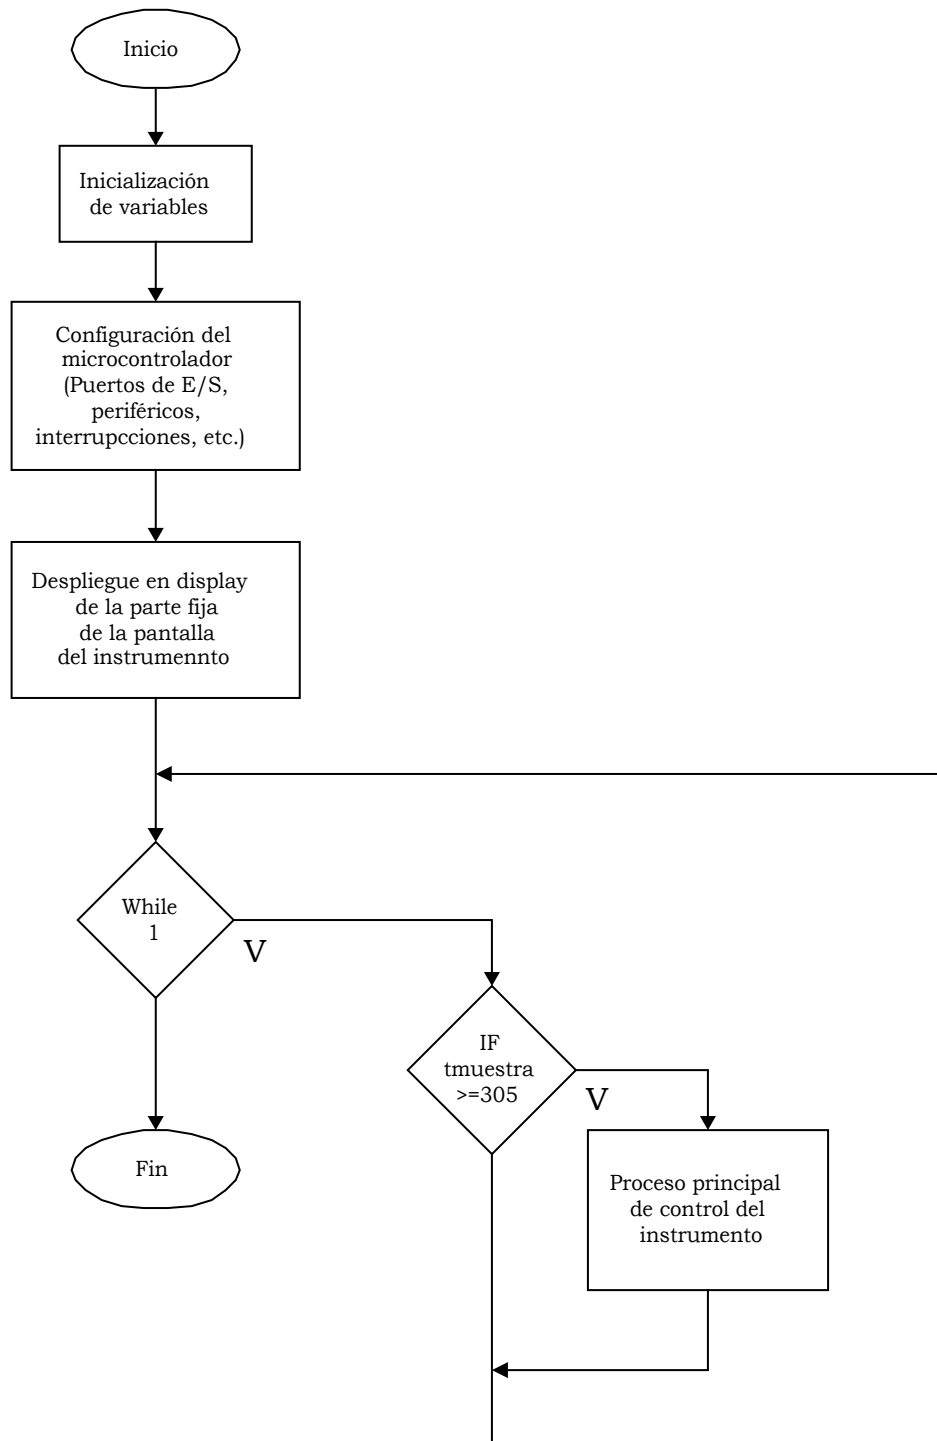 Inicio
Inicialización
de variables
Configuración del
microcontrolador
(Puertos de E/S,
periféricos,
interrupcciones, etc.)
Despliegue en display
de la parte fija
de la pantalla
del instrumennto
While
1
V
IF
tmuestra
>=305
V
Fin
Proceso principal
de control del
instrumento